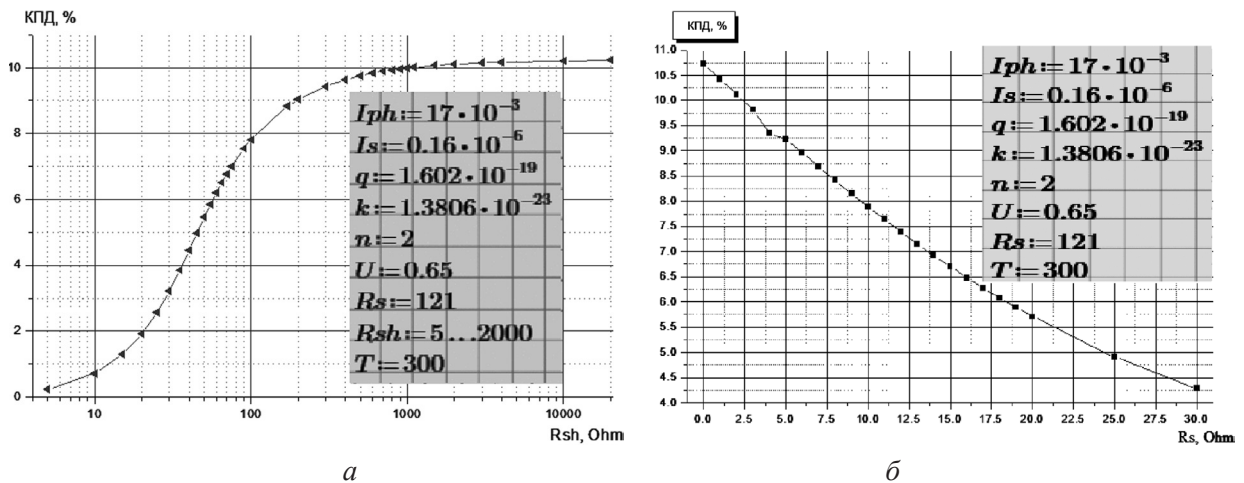 КПД, %
10
8
6
4
2
0
10
100
1000
10000
Rsh, Ohm
Iph:=17•10⁻³
Is:=0.16•10⁻⁶
q:=1.602•10⁻¹⁹
k:=1.3806•10⁻²³
n:=2
U:=0.65
Rs:=121
Rsh:=5...2000
T:=300
а
КПД, %
11.0
10.5
10.0
9.5
9.0
8.5
8.0
7.5
7.0
6.5
6.0
5.5
5.0
4.5
4.0
0.0 2.5 5.0 7.5 10.0 12.5 15.0 17.5 20.0 22.5 25.0 27.5 30.0
Rs, Ohm
Iph:=17•10⁻³
Is:=0.16•10⁻⁶
q:=1.602•10⁻¹⁹
k:=1.3806•10⁻²³
n:=2
U:=0.65
Rs:=121
T:=300
б